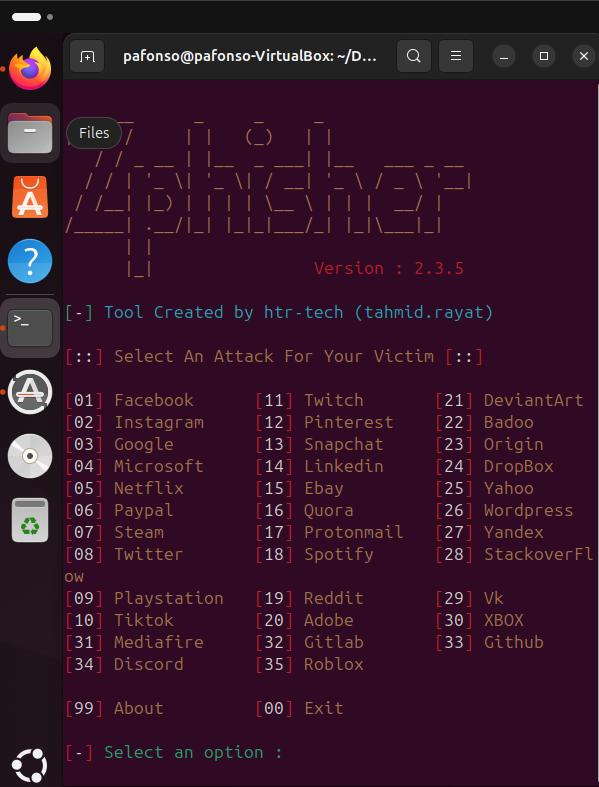 pafonso@pafonso-VirtualBox: ~/D...
Files
Zphisher
Version : 2.3.5
[-] Tool Created by htr-tech (tahmid.rayat)
[::] Select An Attack For Your Victim [::]
[01] Facebook [11] Twitch [21] DeviantArt
[02] Instagram [12] Pinterest [22] Badoo
[03] Google [13] Snapchat [23] Origin
[04] Microsoft [14] Linkedin [24] DropBox
[05] Netflix [15] Ebay [25] Yahoo
[06] Paypal [16] Quora [26] Wordpress
[07] Steam [17] Protonmail [27] Yandex
[08] Twitter [18] Spotify [28] StackoverFl
ow
[09] Playstation [19] Reddit [29] Vk
[10] Tiktok [20] Adobe [30] XBOX
[31] Mediafire [32] Gitlab [33] Github
[34] Discord [35] Roblox
[99] About [00] Exit
[-] Select an option :